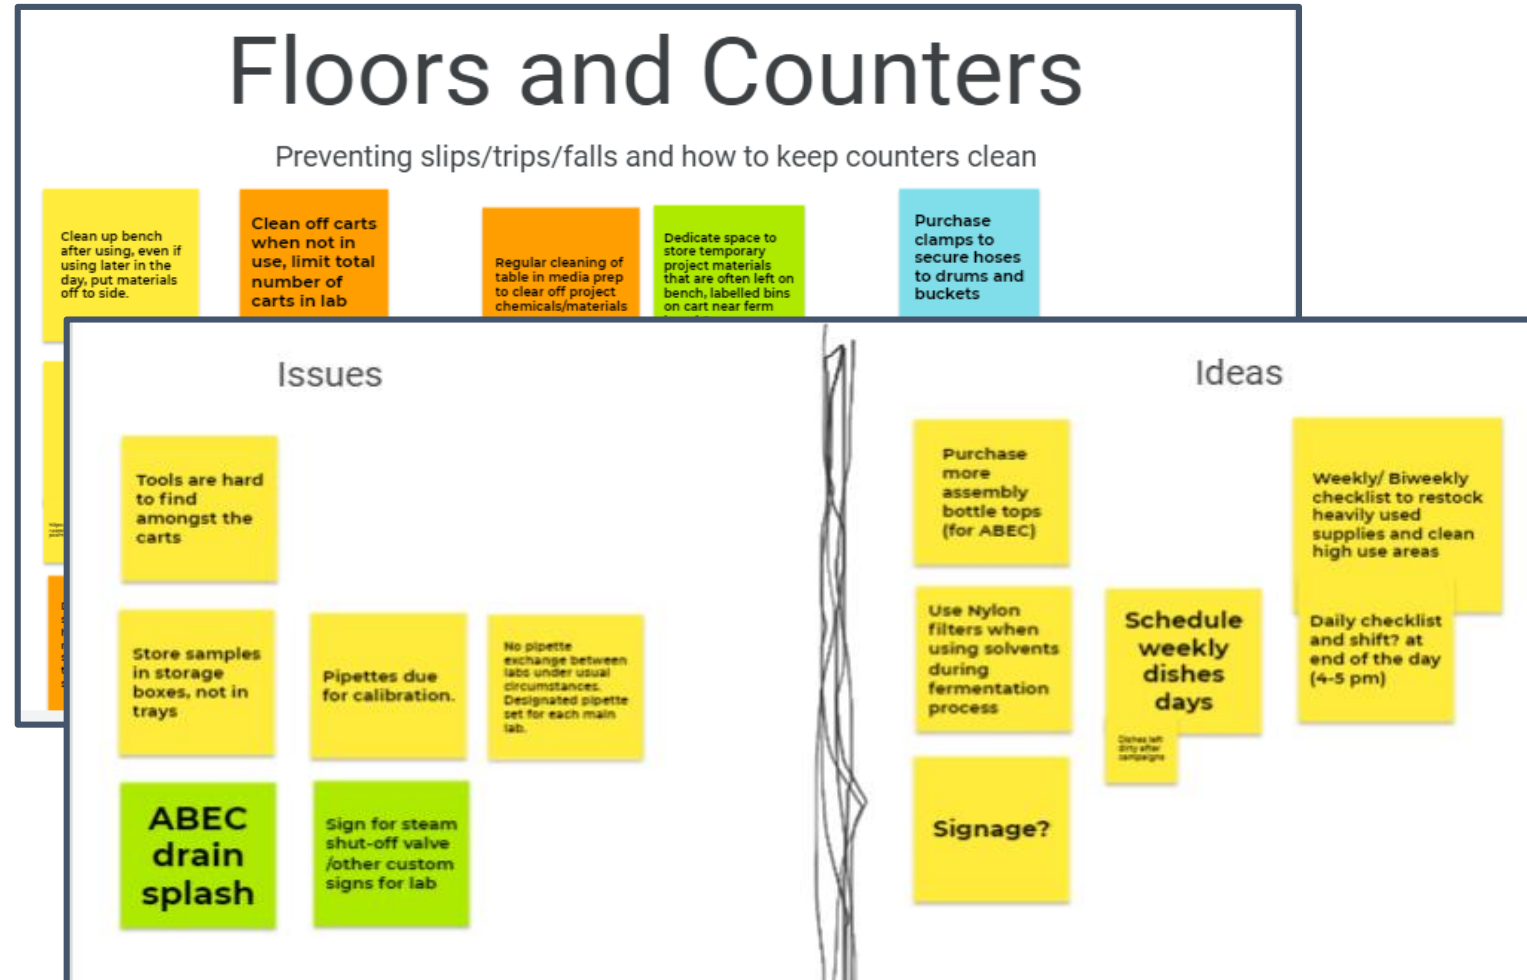 Floors and Counters
Preventing slips/trips/falls and how to keep counters clean
Clean up bench
after using, even if
using later in the
day, put materials
off to side.
Clean off carts
when not in
use, limit total
number of
carts in lab
Regular cleaning of
table in media prep
to clear off project
chemicals/materials
Dedicate space to
store temporary
project materials
that are often left on
bench, labelled bins
on cart near ferm
Purchase
clamps to
secure hoses
to drums and
buckets
Issues
Tools are hard
to find
amongst the
carts
Store samples
in storage
boxes, not in
trays
Pipettes due
for calibration.
No pipette
exchange between
labs under usual
circumstances.
Designated pipette
set for each main
lab.
ABEC
drain
splash
Sign for steam
shut-off valve
/other custom
signs for lab
Ideas
Purchase
more
assembly
bottle tops
(for ABEC)
Weekly/ Biweekly
checklist to restock
heavily used
supplies and clean
high use areas
Use Nylon
filters when
using solvents
during
fermentation
process
Schedule
weekly
dishes
days
Dishes left
dirty after
campaigns
Daily checklist
and shift? at
end of the day
(4-5 pm)
Signage?